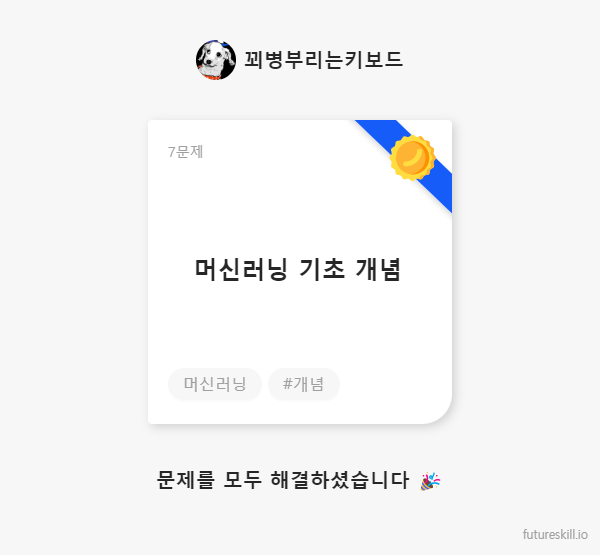 꾀병부리는키보드
7문제
머신러닝 기초 개념
머신러닝 #개념
문제를 모두 해결하셨습니다 🎉
futureskill.io